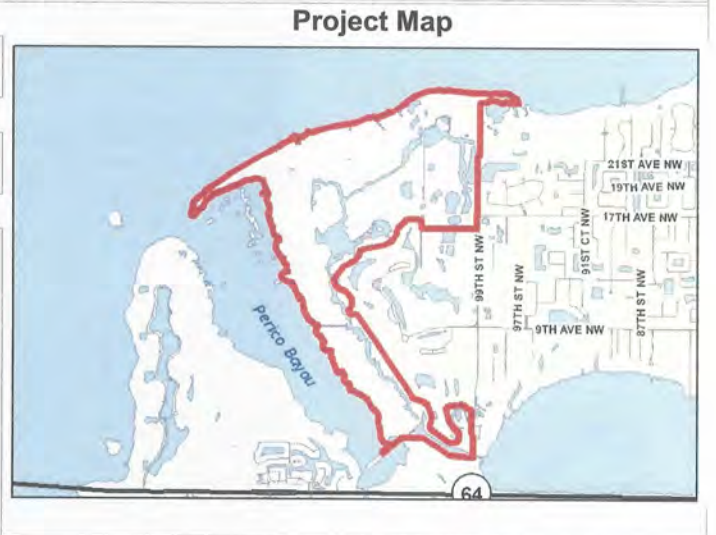 Project Map
21ST AVE NW
19TH AVE NW
17TH AVE NW
91ST CT NW
99TH ST NW
97TH ST NW
87TH ST NW
9TH AVE NW
Perico Bayou
64